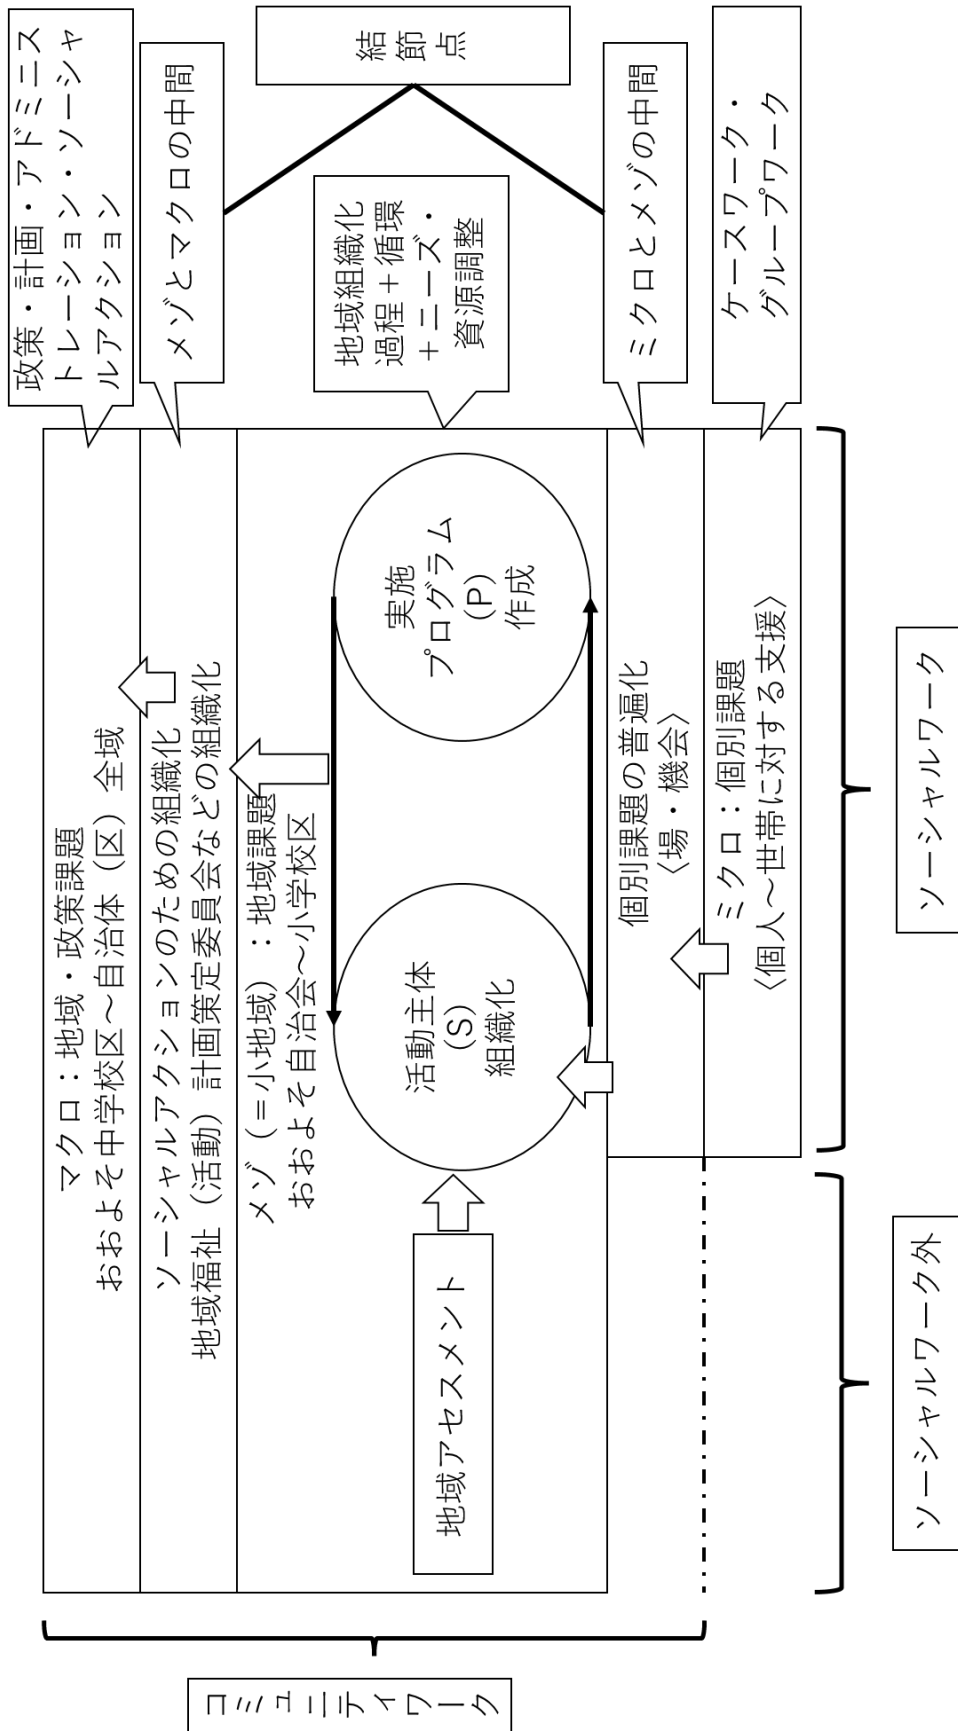 コミュニティワーク
マクロ：地域・政策課題
おおよそ中学校区～自治体（区）全域
ソーシャルアクションのための組織化
地域福祉（活動）計画策定委員会などの組織化
メゾ（＝小地域）：地域課題
おおよそ自治会～小学校区
地域アセスメント
活動主体
(S)
組織化
実施
プログラム
(P)
作成
個別課題の普遍化
〈場・機会〉
ミクロ：個別課題
〈個人～世帯に対する支援〉
政策・計画・アドミニス
トレーション・ソーシャ
ルアクション
メゾとマクロの中間
結節点
地域組織化
過程＋循環
＋ニーズ・
資源調整
ミクロとメゾの中間
ケースワーク・
グループワーク
ソーシャルワーク外
ソーシャルワーク